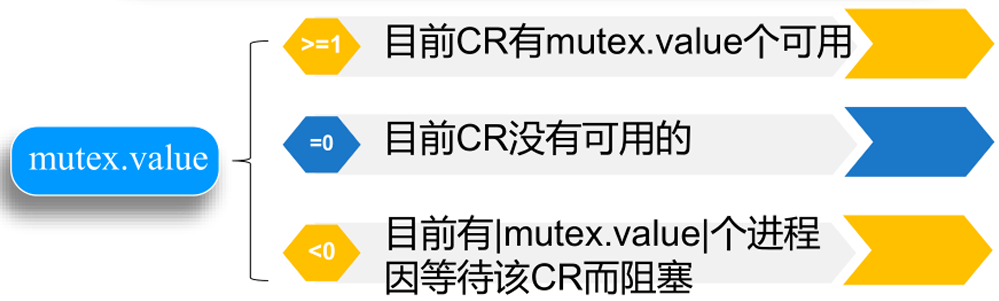 >=1
目前CR有mutex.value个可用
mutex.value
=0
目前CR没有可用的
<0
目前有|mutex.value|个进程
因等待该CR而阻塞